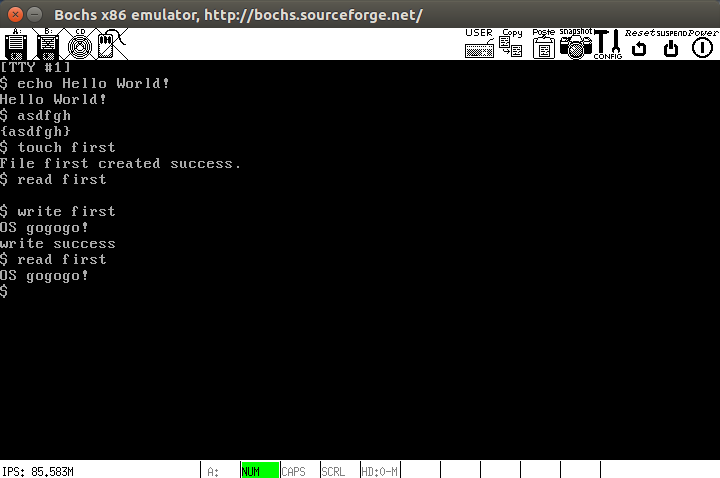 Bochs x86 emulator, http://bochs.sourceforge.net/
A: B: CD USER Copy Paste snapshot CONFIG Reset SUSPEND Power
[TTY #1]
$ echo Hello World!
Hello World!
$ asdfgh
{asdfgh}
$ touch first
File first created success.
$ read first
$ write first
OS gogogo!
write success
$ read first
OS gogogo!
$
IPS: 85.583M A: NUM CAPS SCRL HD:0-M